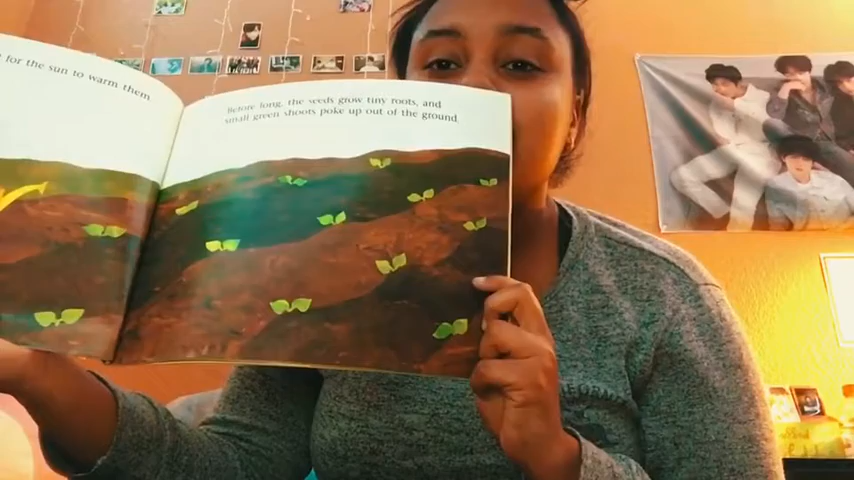 for the sun to warm them
Before long, the seeds grow tiny roots, and
small green shoots poke up out of the ground.